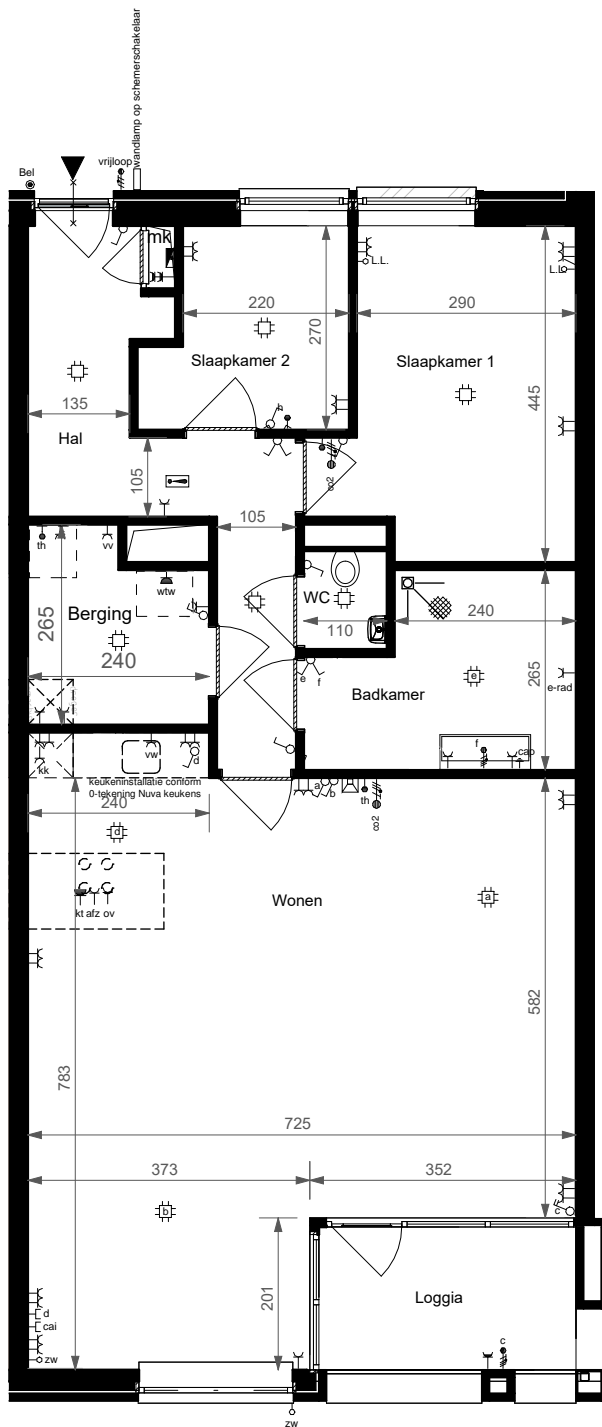 wandlamp op schemerschakelaar
Bel
vrijloop
mk
L.L.
L.L.
220
290
270
Slaapkamer 2
Slaapkamer 1
445
135
Hal
105
co2
105
th
vv
wtw
WC
Berging
265
240
110
240
265
e
f
Badkamer
e
e-rad
f
cap
kk
vw
d
keukeninstallatie conform
0-tekening Nuva keukens
a
b
th
co2
240
d
Wonen
a
kt afz ov
582
783
725
373
352
c
b
201
Loggia
d
cai
zw
c
zw